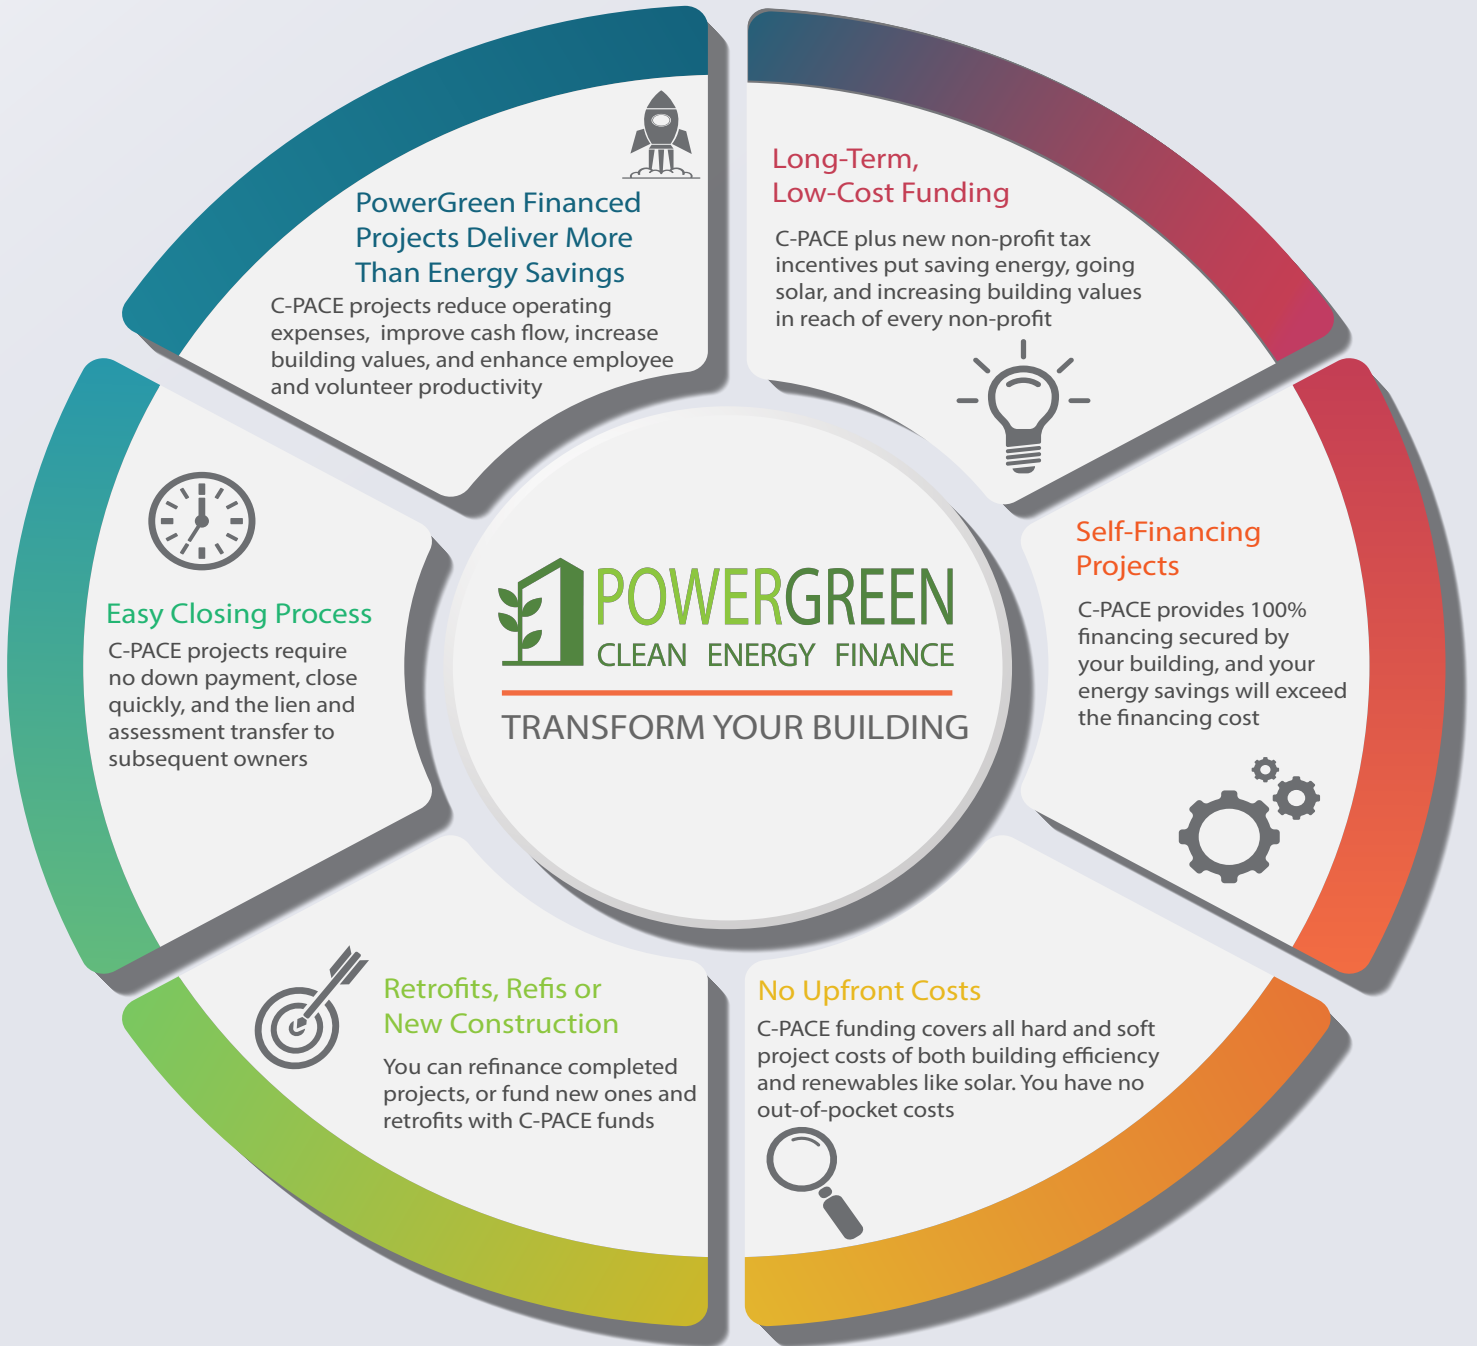 PowerGreen Financed
Projects Deliver More
Than Energy Savings
C-PACE projects reduce operating
expenses, improve cash flow, increase
building values, and enhance employee
and volunteer productivity
Long-Term,
Low-Cost Funding
C-PACE plus new non-profit tax
incentives put saving energy, going
solar, and increasing building values
in reach of every non-profit
Self-Financing
Projects
C-PACE provides 100%
financing secured by
your building, and your
energy savings will exceed
the financing cost
No Upfront Costs
C-PACE funding covers all hard and soft
project costs of both building efficiency
and renewables like solar. You have no
out-of-pocket costs
Retrofits, Refis or
New Construction
You can refinance completed
projects, or fund new ones and
retrofits with C-PACE funds
Easy Closing Process
C-PACE projects require
no down payment, close
quickly, and the lien and
assessment transfer to
subsequent owners
POWERGREEN
CLEAN ENERGY FINANCE
TRANSFORM YOUR BUILDING